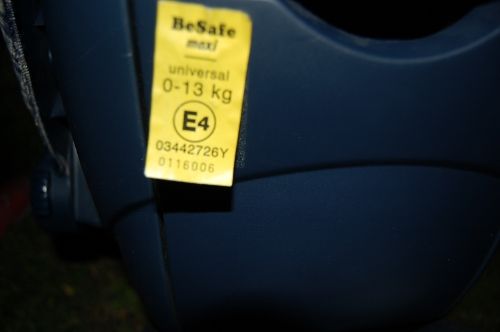 BeSafe
maxi
universal
0-13 kg
E4
03442726Y
0116006